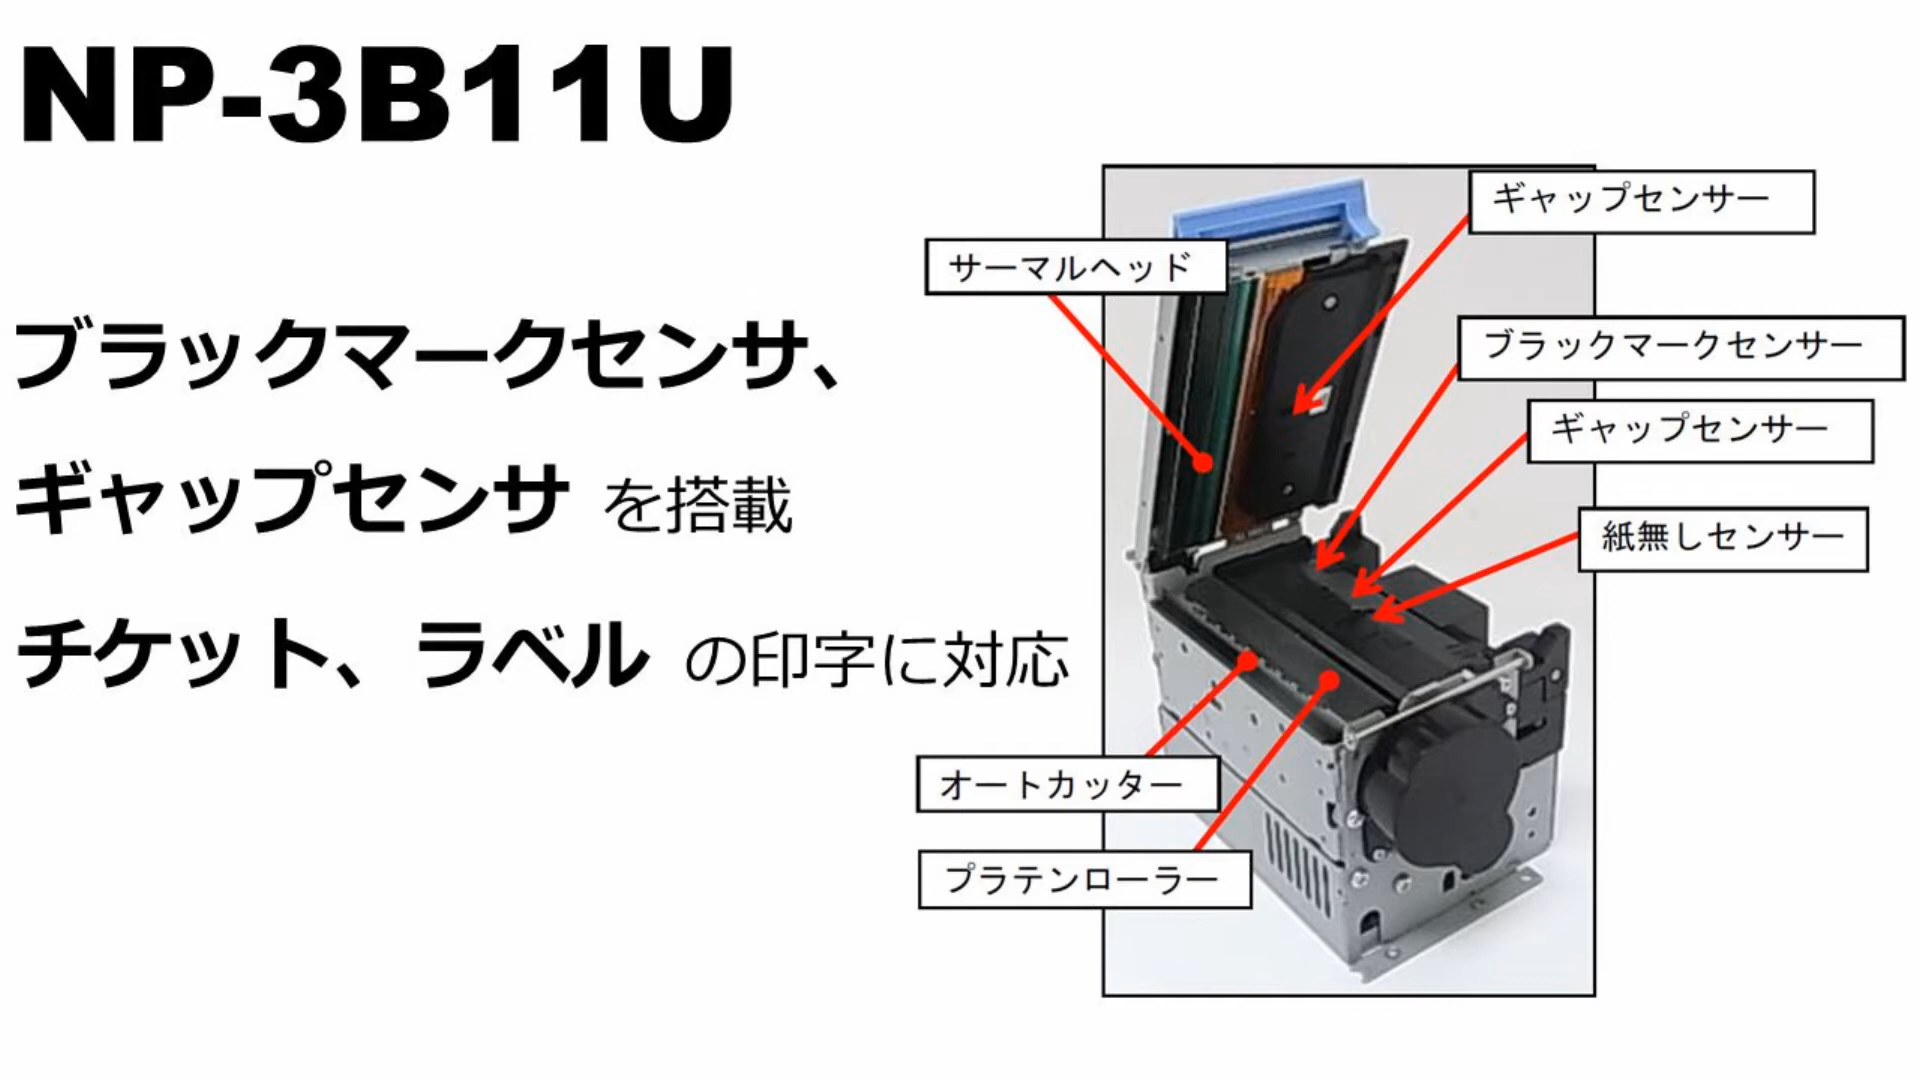 NP-3B11U
ブラックマークセンサ、
ギャップセンサ を搭載
チケット、ラベル の印字に対応
ギャップセンサー
サーマルヘッド
ブラックマークセンサー
ギャップセンサー
紙無しセンサー
オートカッター
プラテンローラー